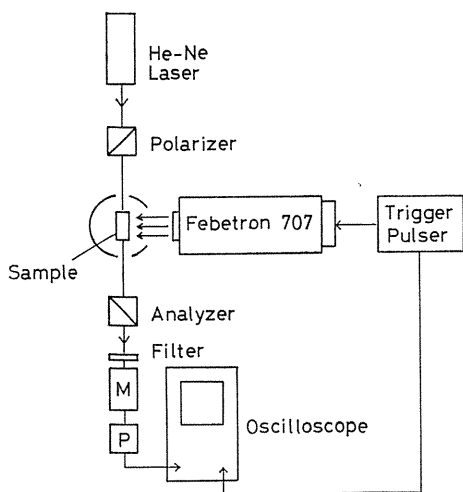 He-Ne
Laser
Polarizer
Febetron 707
Trigger
Pulser
Sample
Analyzer
Filter
M
P
Oscilloscope